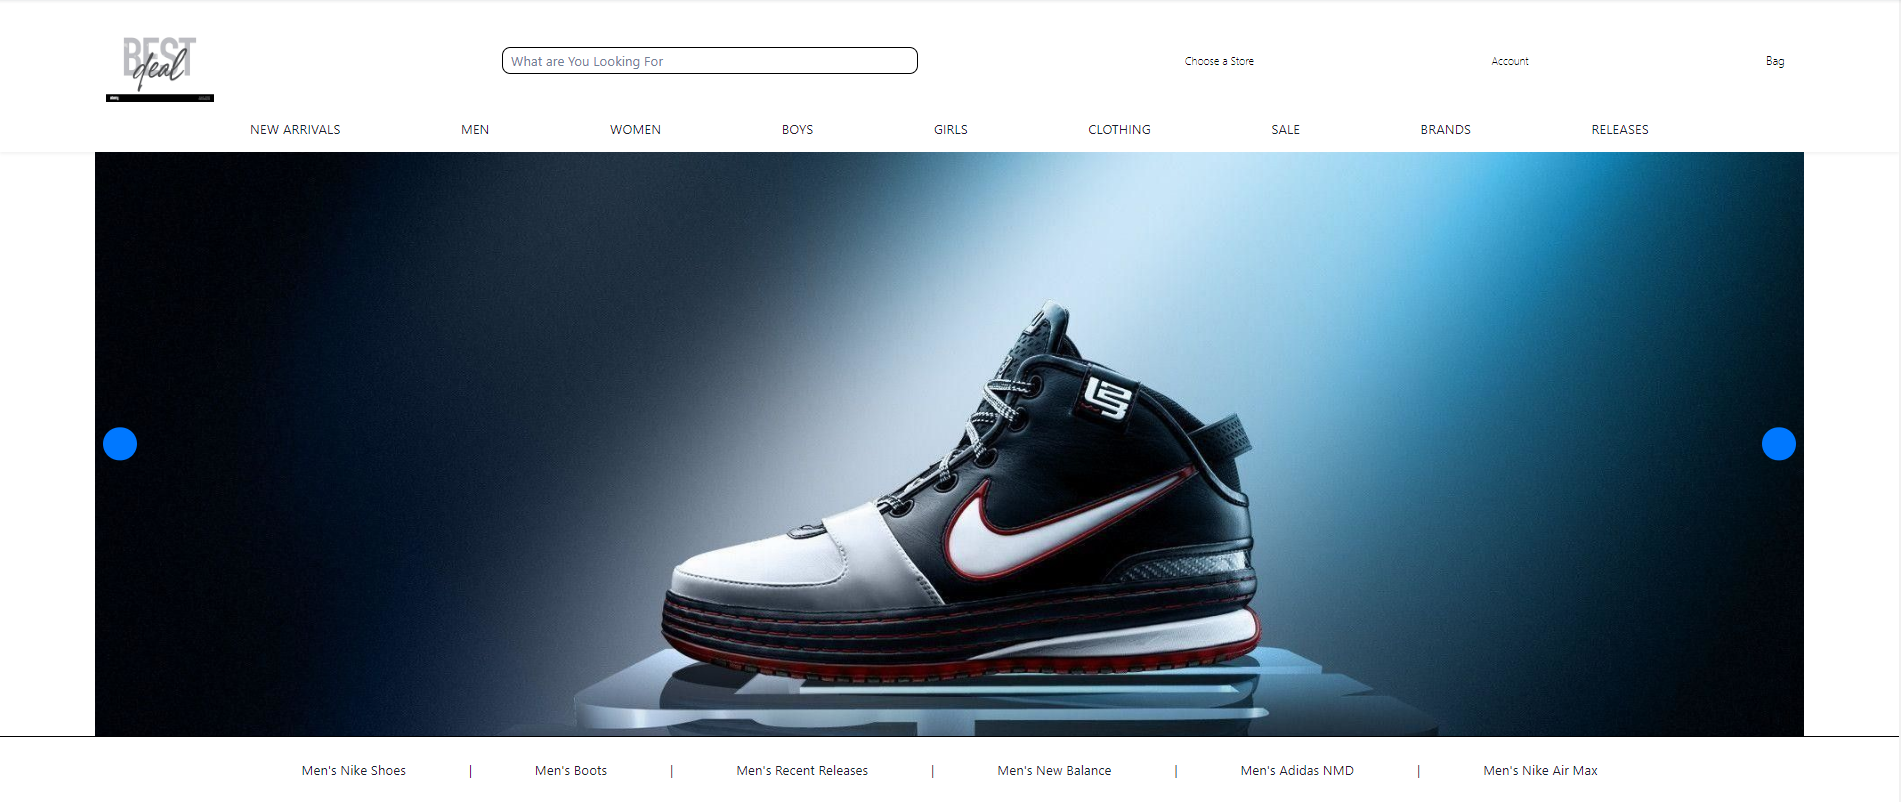 BEST
deal
What are You Looking For
Choose a Store
Account
Bag
NEW ARRIVALS
MEN
WOMEN
BOYS
GIRLS
CLOTHING
SALE
BRANDS
RELEASES
L23
Men's Nike Shoes | Men's Boots | Men's Recent Releases | Men's New Balance | Men's Adidas NMD | Men's Nike Air Max